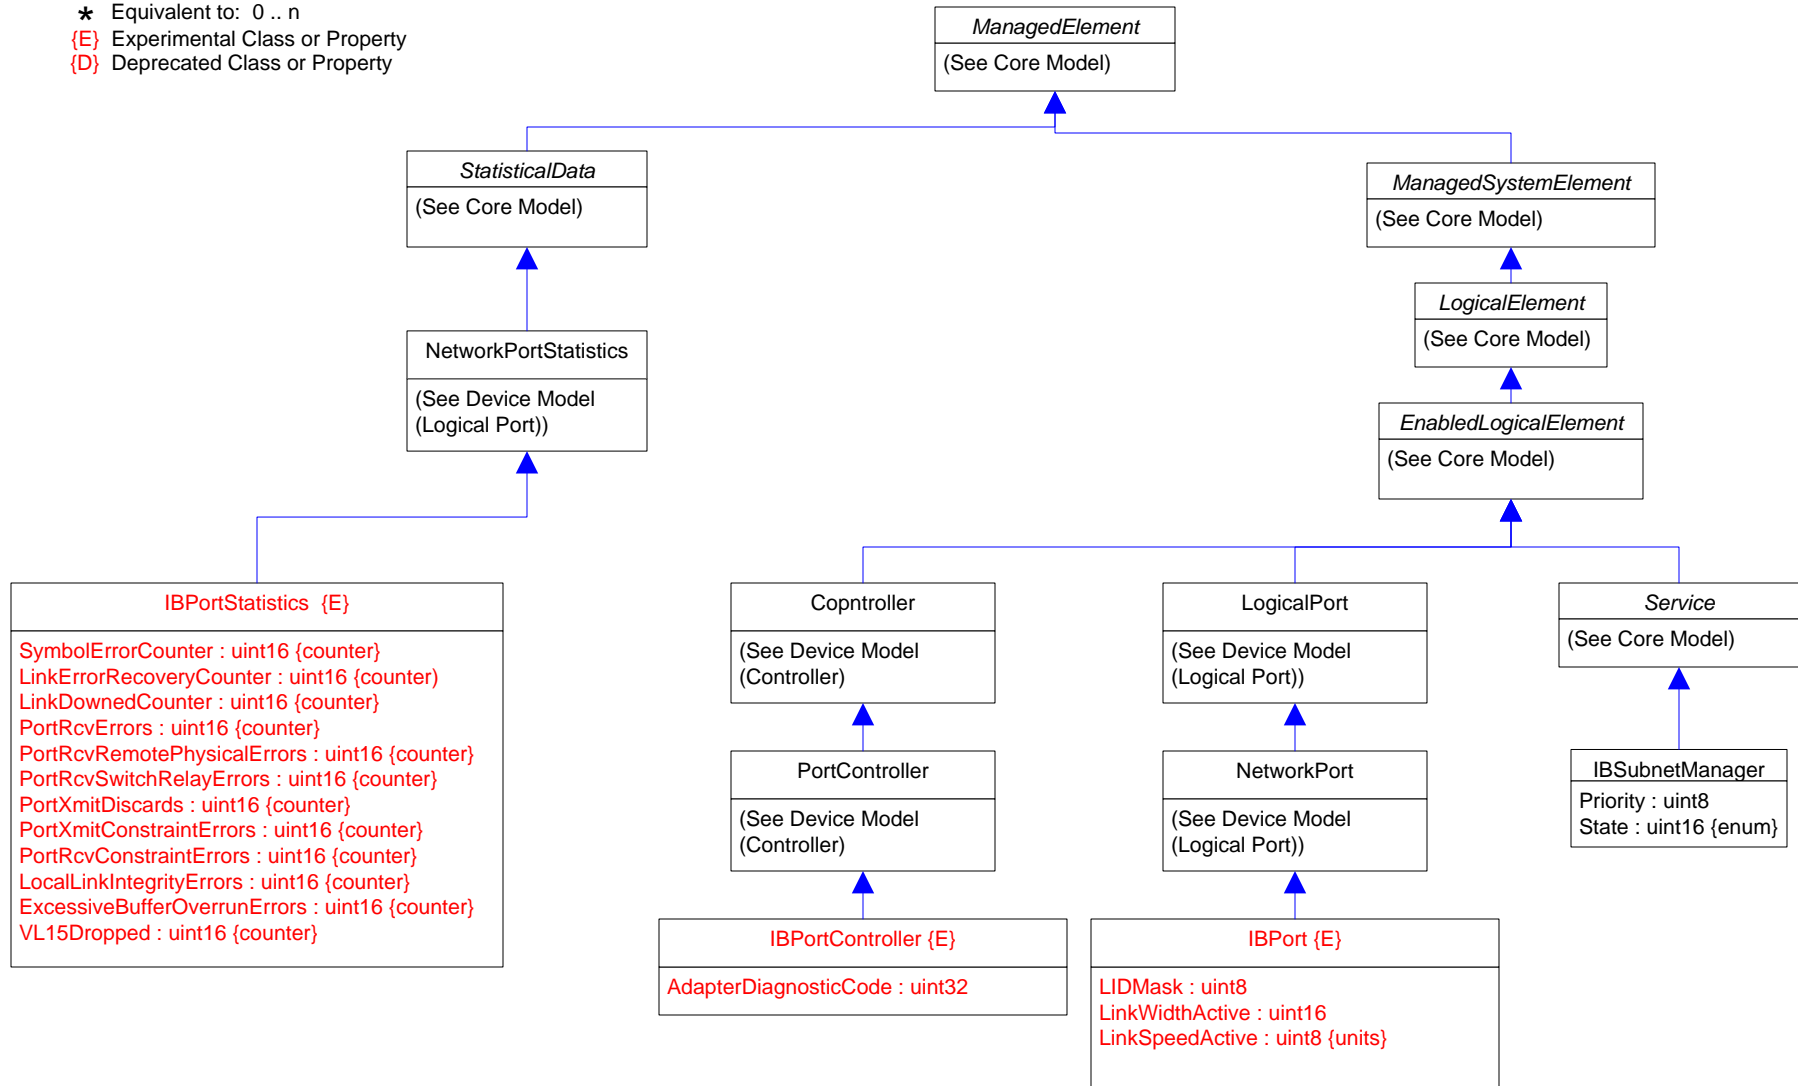 * Equivalent to: 0 .. n
{E} Experimental Class or Property
{D} Deprecated Class or Property
ManagedElement
(See Core Model)
StatisticalData
(See Core Model)
ManagedSystemElement
(See Core Model)
LogicalElement
(See Core Model)
NetworkPortStatistics
(See Device Model
(Logical Port))
EnabledLogicalElement
(See Core Model)
IBPortStatistics {E}
SymbolErrorCounter : uint16 {counter}
LinkErrorRecoveryCounter : uint16 {counter)
LinkDownedCounter : uint16 {counter}
PortRcvErrors : uint16 {counter}
PortRcvRemotePhysicalErrors : uint16 {counter}
PortRcvSwitchRelayErrors : uint16 {counter}
PortXmitDiscards : uint16 {counter}
PortXmitConstraintErrors : uint16 {counter}
PortRcvConstraintErrors : uint16 {counter}
LocalLinkIntegrityErrors : uint16 {counter}
ExcessiveBufferOverrunErrors : uint16 {counter}
VL15Dropped : uint16 {counter}
Copntroller
(See Device Model
(Controller)
LogicalPort
(See Device Model
(Logical Port))
Service
(See Core Model)
PortController
(See Device Model
(Controller)
NetworkPort
(See Device Model
(Logical Port))
IBSubnetManager
Priority : uint8
State : uint16 {enum}
IBPortController {E}
AdapterDiagnosticCode : uint32
IBPort {E}
LIDMask : uint8
LinkWidthActive : uint16
LinkSpeedActive : uint8 {units}